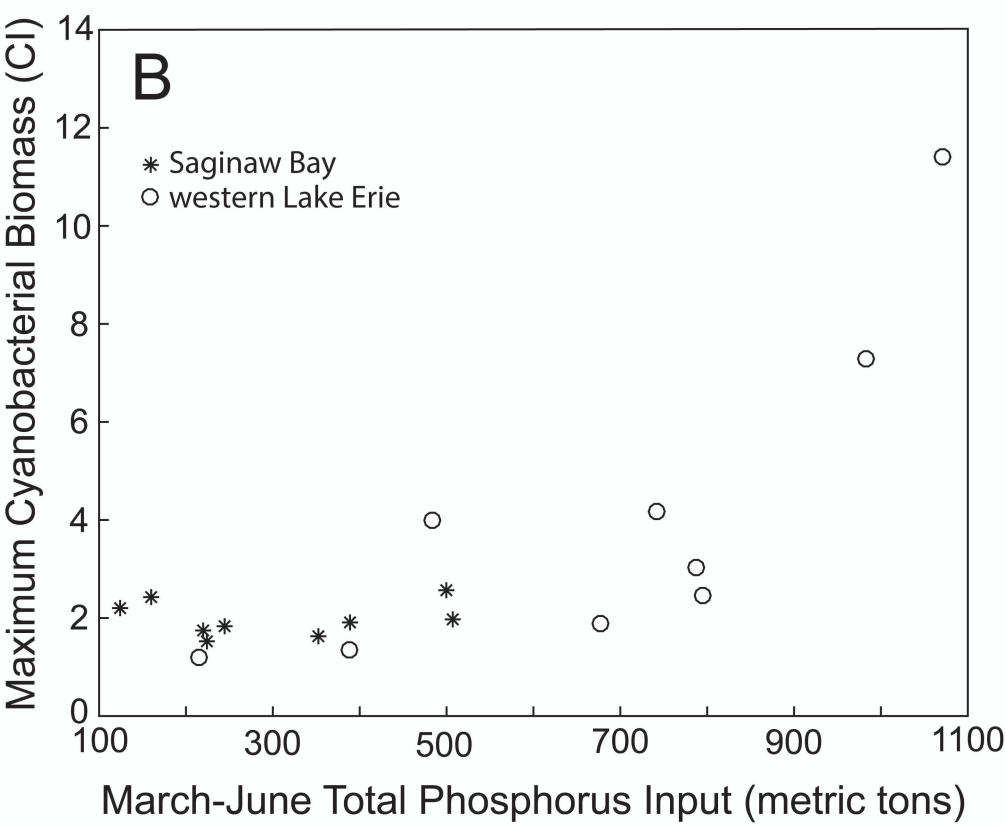 B
Saginaw Bay
western Lake Erie
Maximum Cyanobacterial Biomass (CI)
14
12
10
8
6
4
2
0
100 300 500 700 900 1100
March-June Total Phosphorus Input (metric tons)